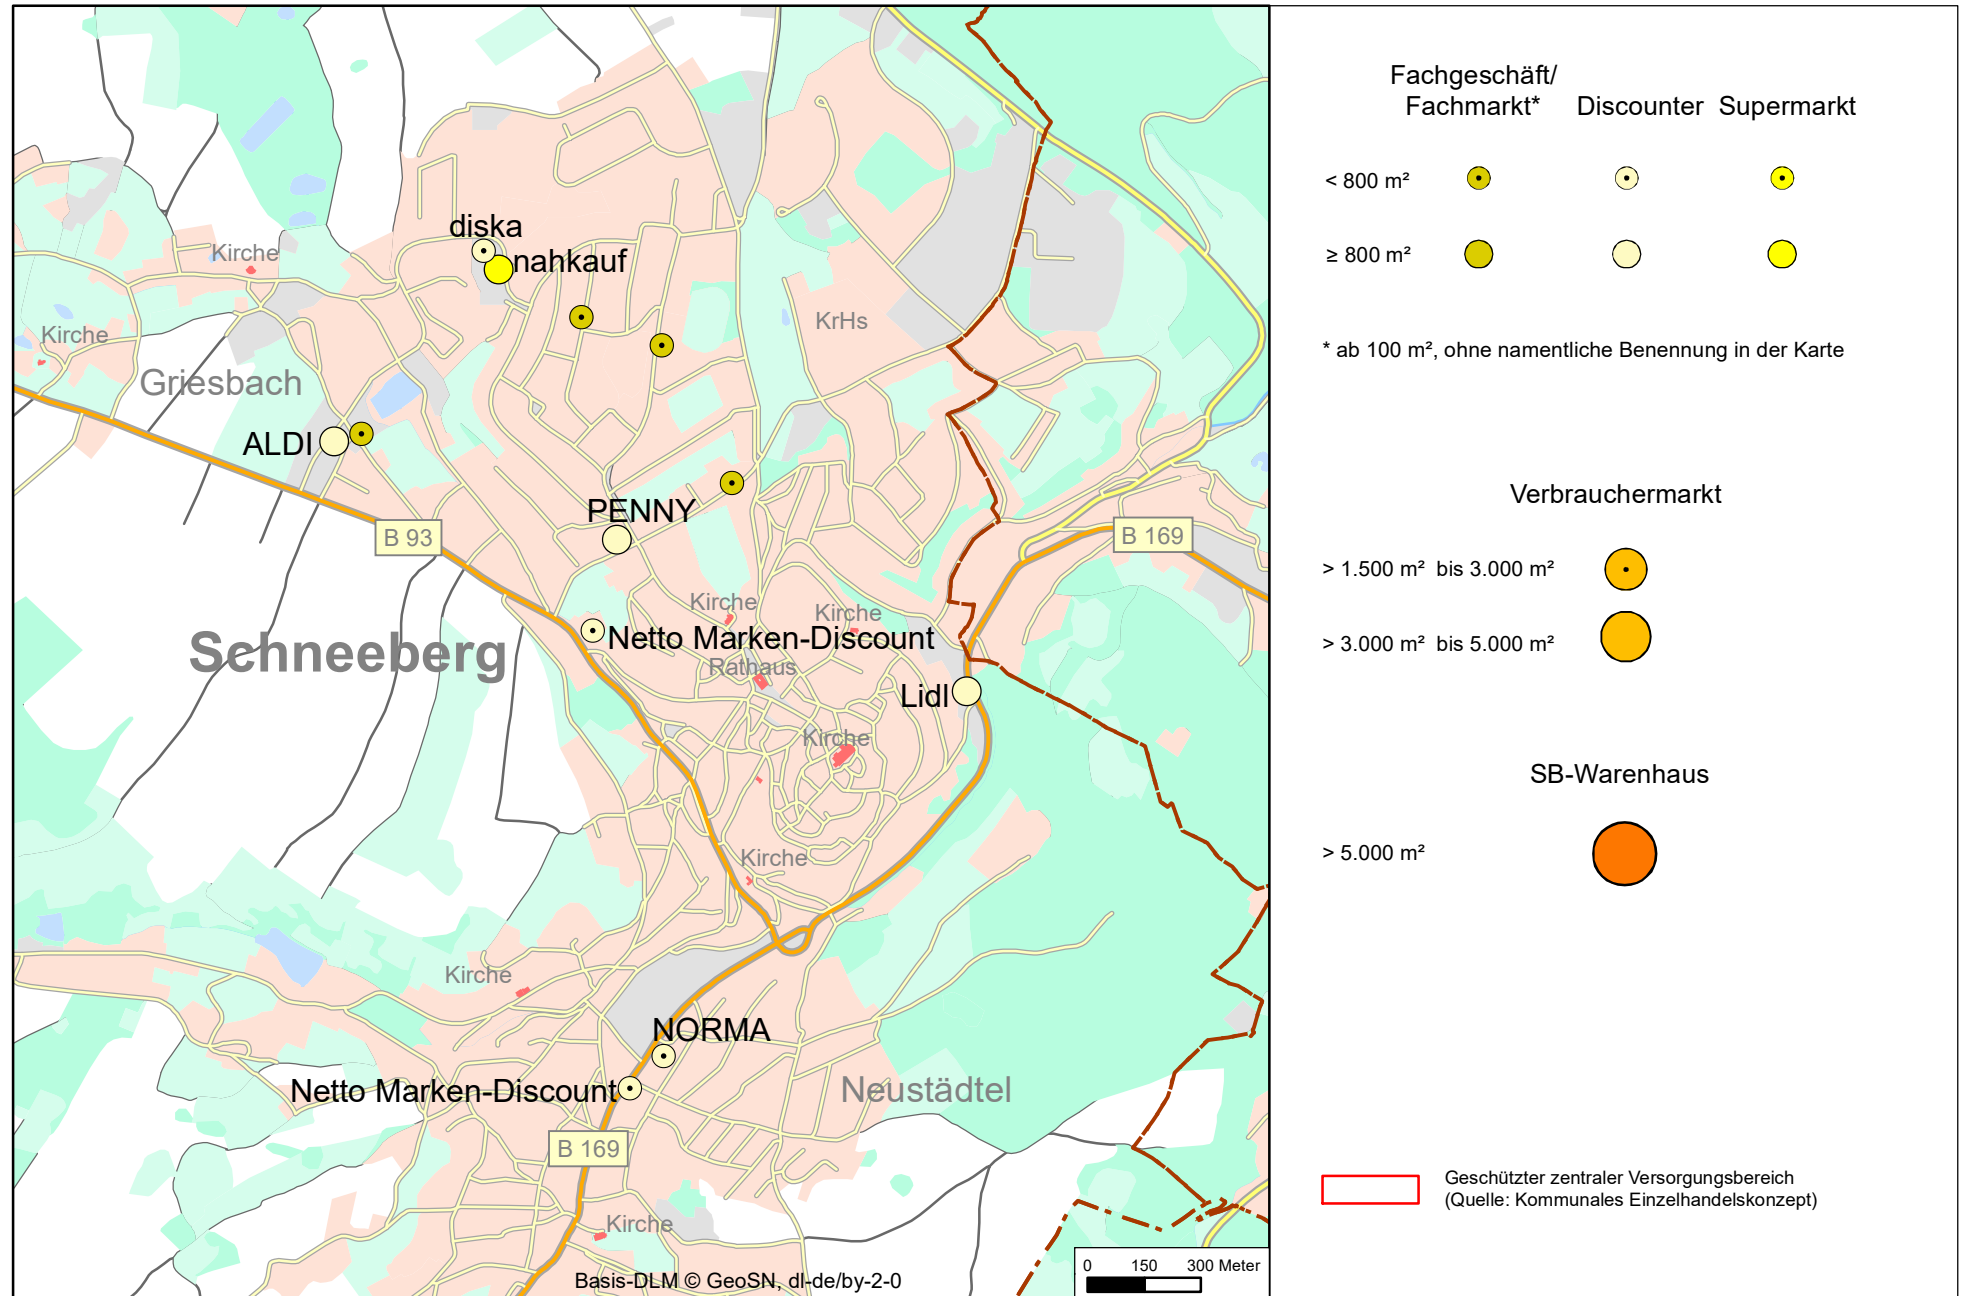 diska
nahkauf
Kirche
Kirche
KrHs
Griesbach
ALDI
PENNY
B 93
B 169
Kirche
Kirche
Netto Marken-Discount
Schneeberg
Rathaus
Lidl
Kirche
Kirche
Kirche
NORMA
Netto Marken-Discount
Neustädtel
B 169
Kirche
Basis-DLM © GeoSN, dl-de/by-2-0
0 150 300 Meter
Fachgeschäft/
Fachmarkt* Discounter Supermarkt
< 800 m²
≥ 800 m²
* ab 100 m², ohne namentliche Benennung in der Karte
Verbrauchermarkt
> 1.500 m² bis 3.000 m²
> 3.000 m² bis 5.000 m²
SB-Warenhaus
> 5.000 m²
Geschützter zentraler Versorgungsbereich
(Quelle: Kommunales Einzelhandelskonzept)